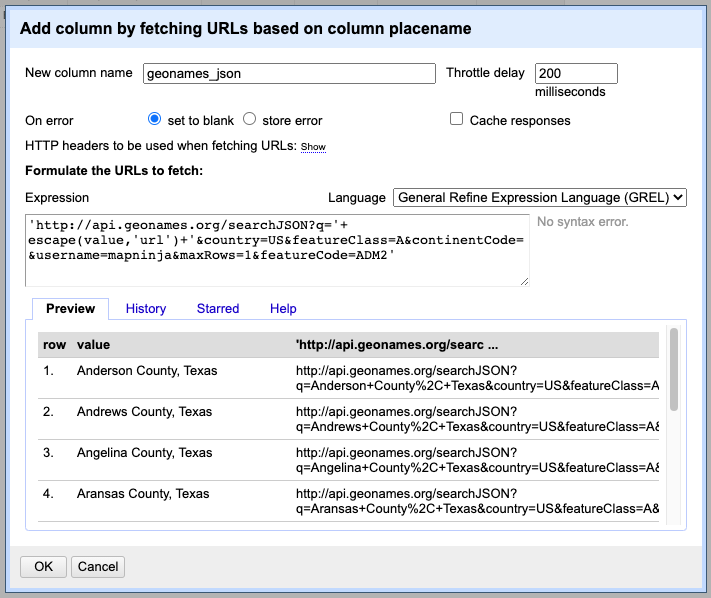 Add column by fetching URLs based on column placename
New column name geonames_json Throttle delay 200
milliseconds
On error set to blank store error Cache responses
HTTP headers to be used when fetching URLs: Show
Formulate the URLs to fetch:
Expression Language General Refine Expression Language (GREL)
'http://api.geonames.org/searchJSON?q='+
escape(value,'url')+'&country=US&featureClass=A&continentCode=
&username=mapninja&maxRows=1&featureCode=ADM2'
No syntax error.
Preview History Starred Help
row value 'http://api.geonames.org/searc ...
1. Anderson County, Texas http://api.geonames.org/searchJSON?
q=Anderson+County%2C+Texas&country=US&featureClass=A
2. Andrews County, Texas http://api.geonames.org/searchJSON?
q=Andrews+County%2C+Texas&country=US&featureClass=A&
3. Angelina County, Texas http://api.geonames.org/searchJSON?
q=Angelina+County%2C+Texas&country=US&featureClass=A&
4. Aransas County, Texas http://api.geonames.org/searchJSON?
q=Aransas+County%2C+Texas&country=US&featureClass=A&
OK Cancel